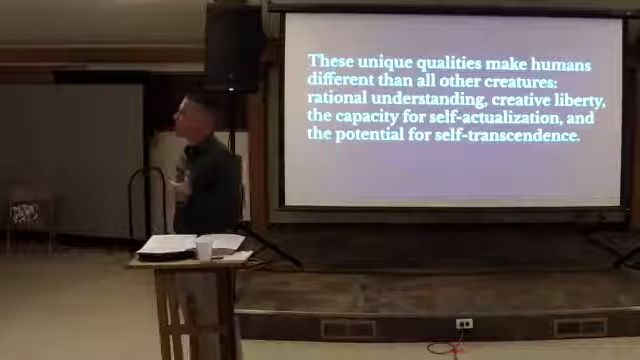 These unique qualities make humans
different than all other creatures:
rational understanding, creative liberty,
the capacity for self-actualization, and
the potential for self-transcendence.